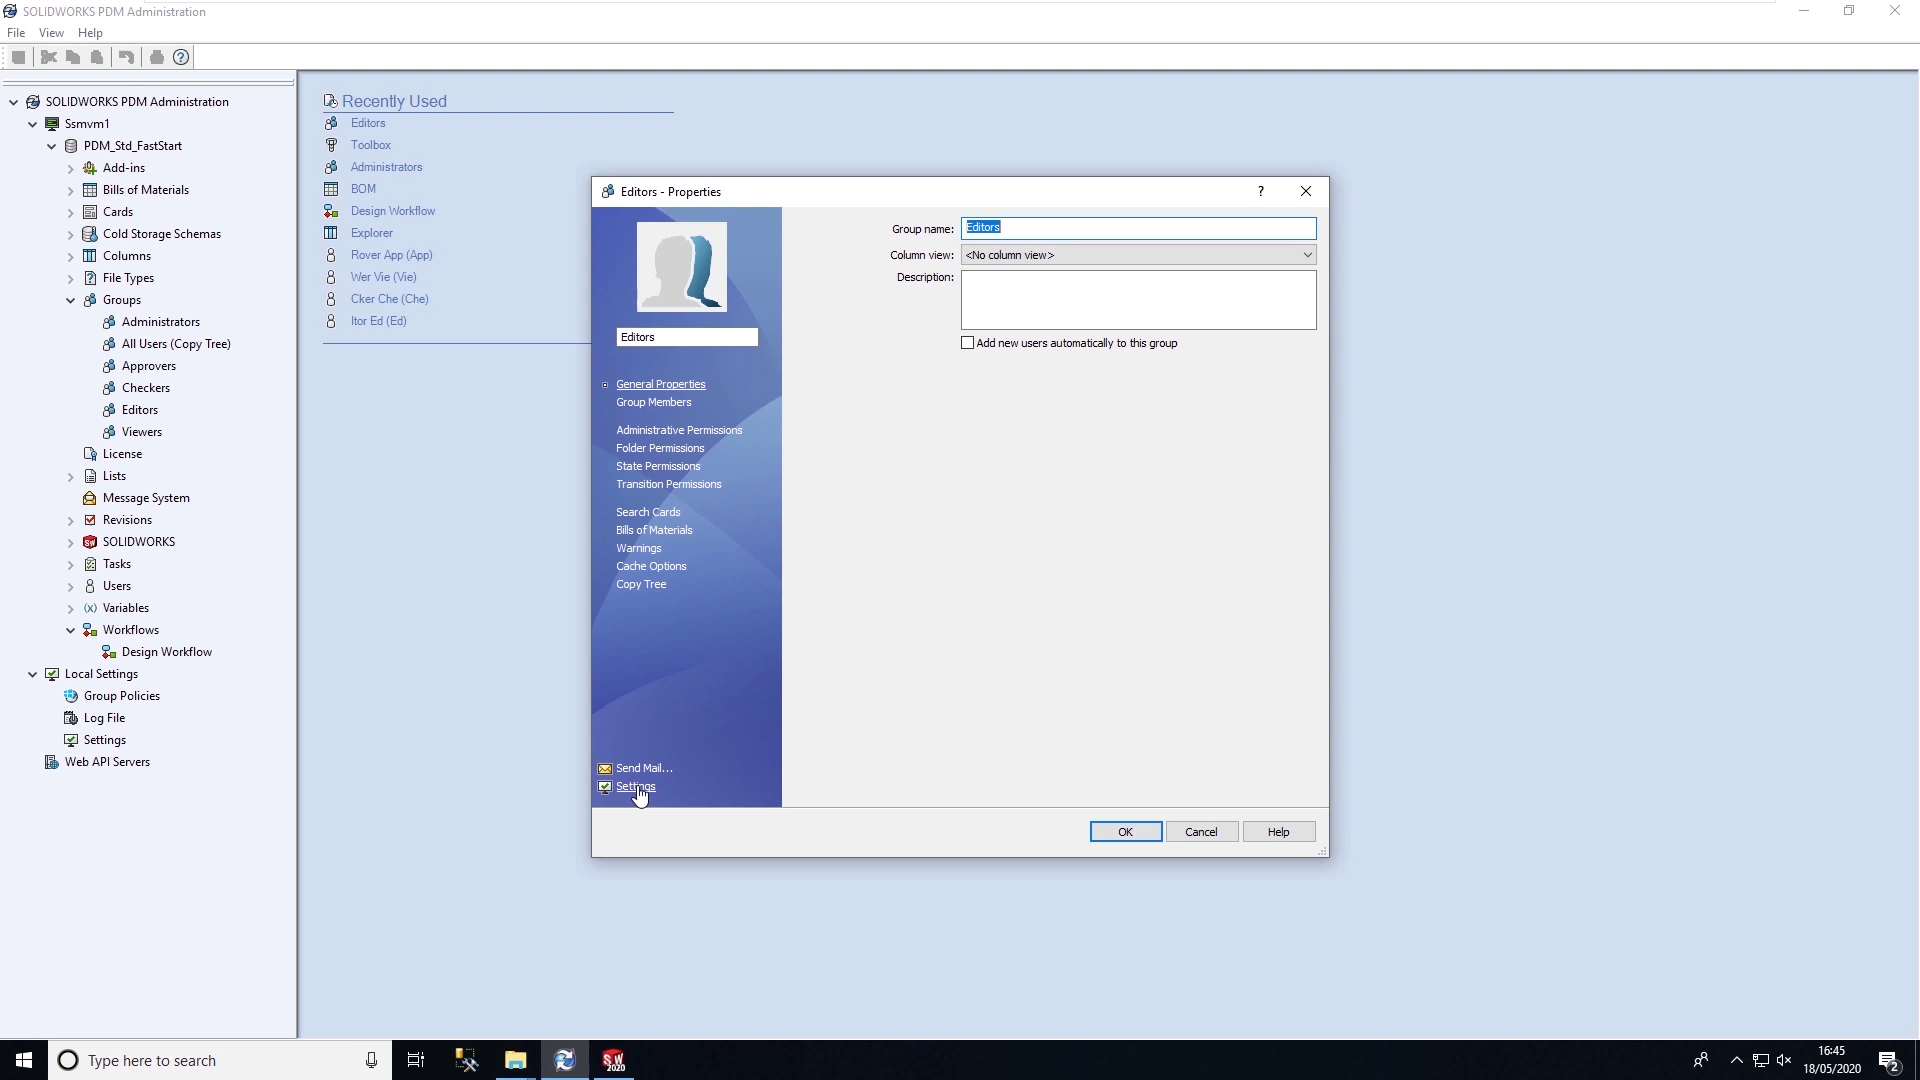 SOLIDWORKS PDM Administration
File View Help
SOLIDWORKS PDM Administration
Ssmvm1
PDM_Std_FastStart
Add-ins
Bills of Materials
Cards
Cold Storage Schemas
Columns
File Types
Groups
Administrators
All Users (Copy Tree)
Approvers
Checkers
Editors
Viewers
License
Lists
Message System
Revisions
SOLIDWORKS
Tasks
Users
Variables
Workflows
Design Workflow
Local Settings
Group Policies
Log File
Settings
Web API Servers
Recently Used
Editors
Toolbox
Administrators
BOM
Design Workflow
Explorer
Rover App (App)
Wer Vie (Vie)
Cker Che (Che)
Itor Ed (Ed)
Editors - Properties
?
Editors
General Properties
Group Members
Administrative Permissions
Folder Permissions
State Permissions
Transition Permissions
Search Cards
Bills of Materials
Warnings
Cache Options
Copy Tree
Send Mail...
Settings
Group name: Editors
Column view: <No column view>
Description:
Add new users automatically to this group
OK Cancel Help
Type here to search
SW 2020
16:45
18/05/2020
2